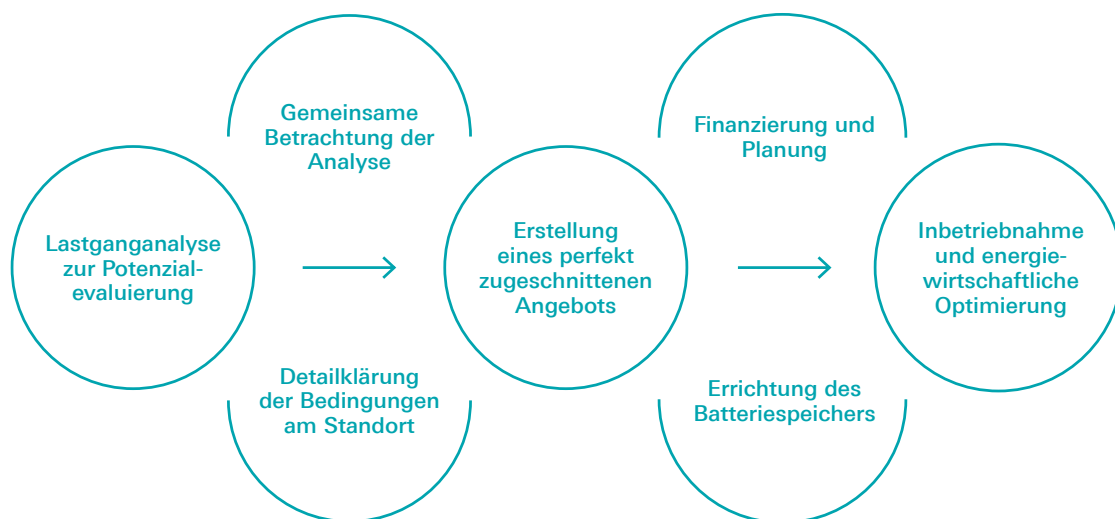 Lastganganalyse
zur Potenzial-
evaluierung
Gemeinsame
Betrachtung der
Analyse
Detailklärung
der Bedingungen
am Standort
Erstellung
eines perfekt
zugeschnittenen
Angebots
Finanzierung und
Planung
Errichtung des
Batteriespeichers
Inbetriebnahme
und energie-
wirtschaftliche
Optimierung